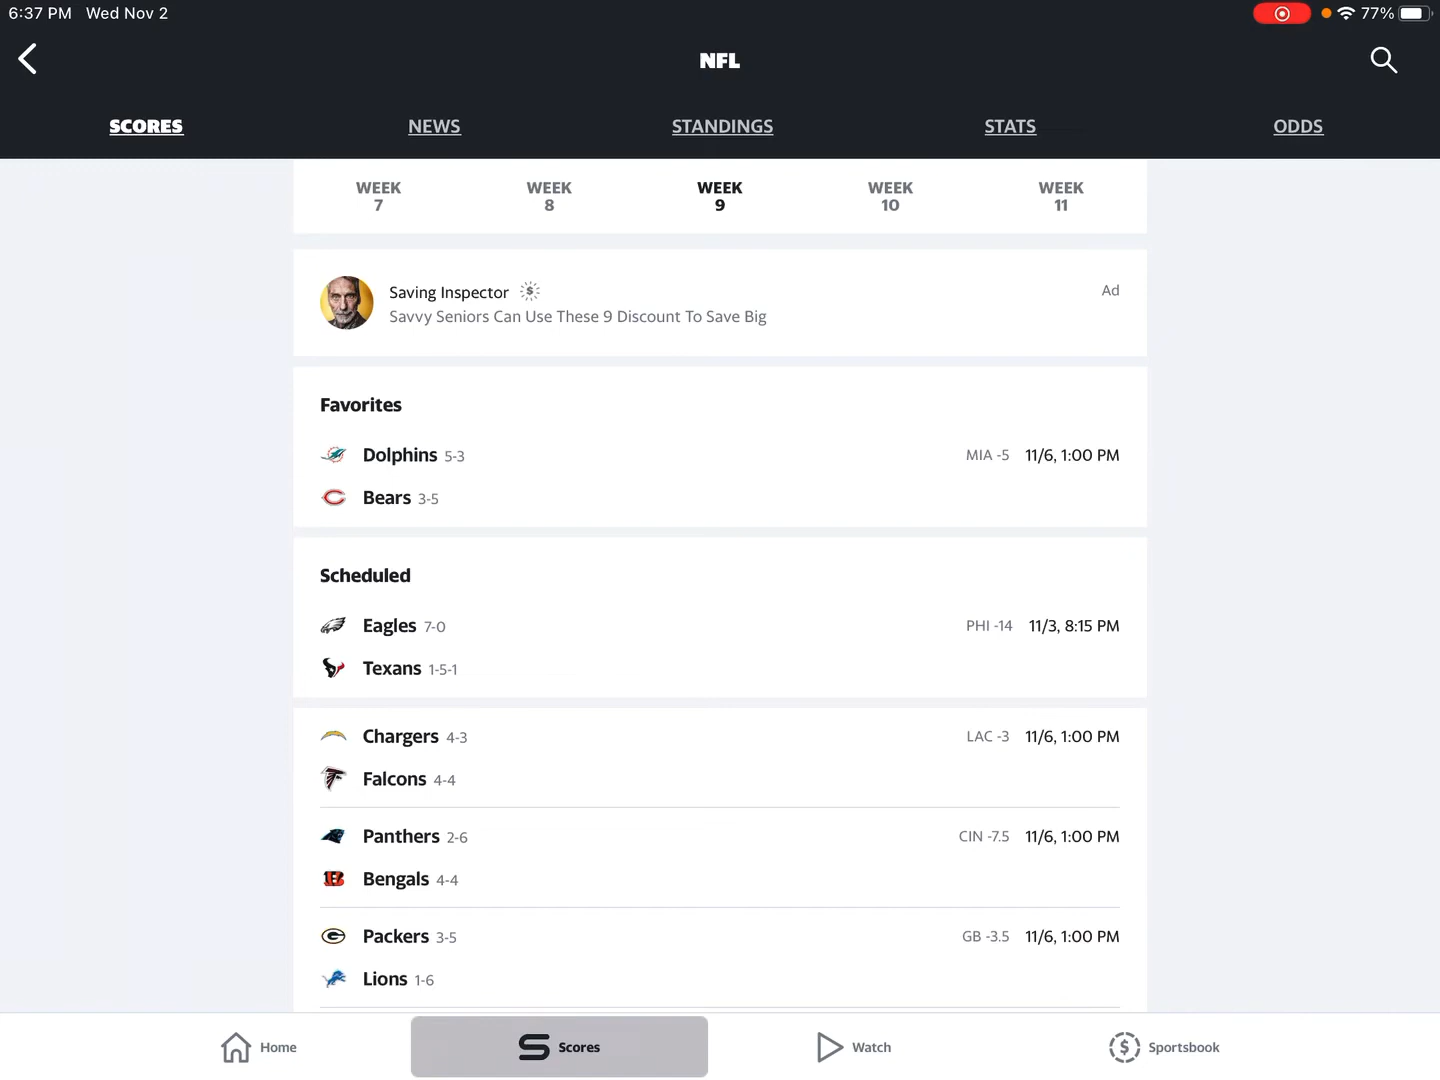 6:37 PM Wed Nov 2 77%
NFL
SCORES NEWS STANDINGS STATS ODDS
WEEK 7 WEEK 8 WEEK 9 WEEK 10 WEEK 11
Saving Inspector Ad
Savvy Seniors Can Use These 9 Discount To Save Big
Favorites
Dolphins 5-3 MIA -5 11/6, 1:00 PM
Bears 3-5
Scheduled
Eagles 7-0 PHI -14 11/3, 8:15 PM
Texans 1-5-1
Chargers 4-3 LAC -3 11/6, 1:00 PM
Falcons 4-4
Panthers 2-6 CIN -7.5 11/6, 1:00 PM
Bengals 4-4
Packers 3-5 GB -3.5 11/6, 1:00 PM
Lions 1-6
Home Scores Watch Sportsbook